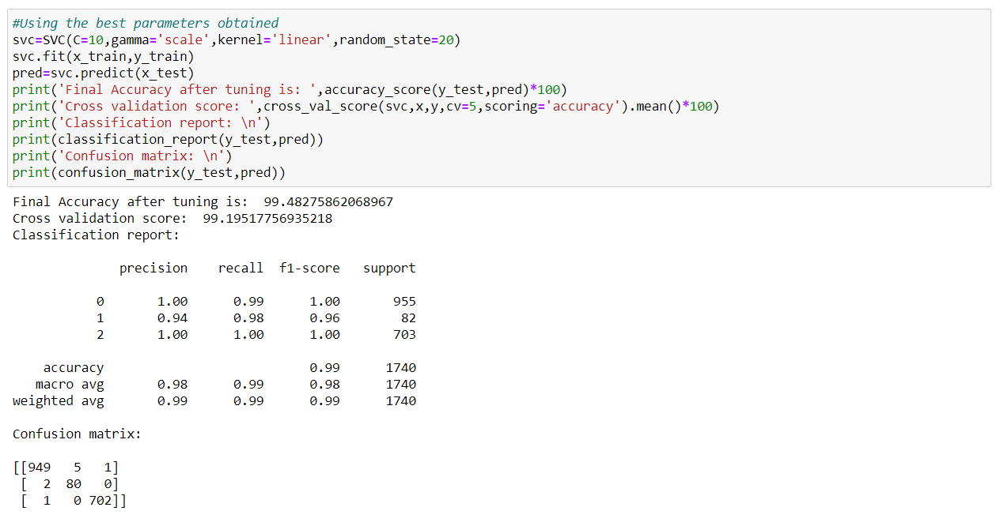 #Using the best parameters obtained
svc=SVC(C=10,gamma='scale',kernel='linear',random_state=20)
svc.fit(x_train,y_train)
pred=svc.predict(x_test)
print('Final Accuracy after tuning is: ',accuracy_score(y_test,pred)*100)
print('Cross validation score: ',cross_val_score(svc,x,y,cv=5,scoring='accuracy').mean()*100)
print('Classification report: \n')
print(classification_report(y_test,pred))
print('Confusion matrix: \n')
print(confusion_matrix(y_test,pred))
Final Accuracy after tuning is:  99.48275862068967
Cross validation score:  99.19517756935218
Classification report:
precision    recall  f1-score   support
0       1.00      0.99      1.00       955
1       0.94      0.98      0.96        82
2       1.00      1.00      1.00       703
accuracy                           0.99      1740
macro avg       0.98      0.99      0.98      1740
weighted avg       0.99      0.99      0.99      1740
Confusion matrix:
[[949   5   1]
[  2  80   0]
[  1   0 702]]